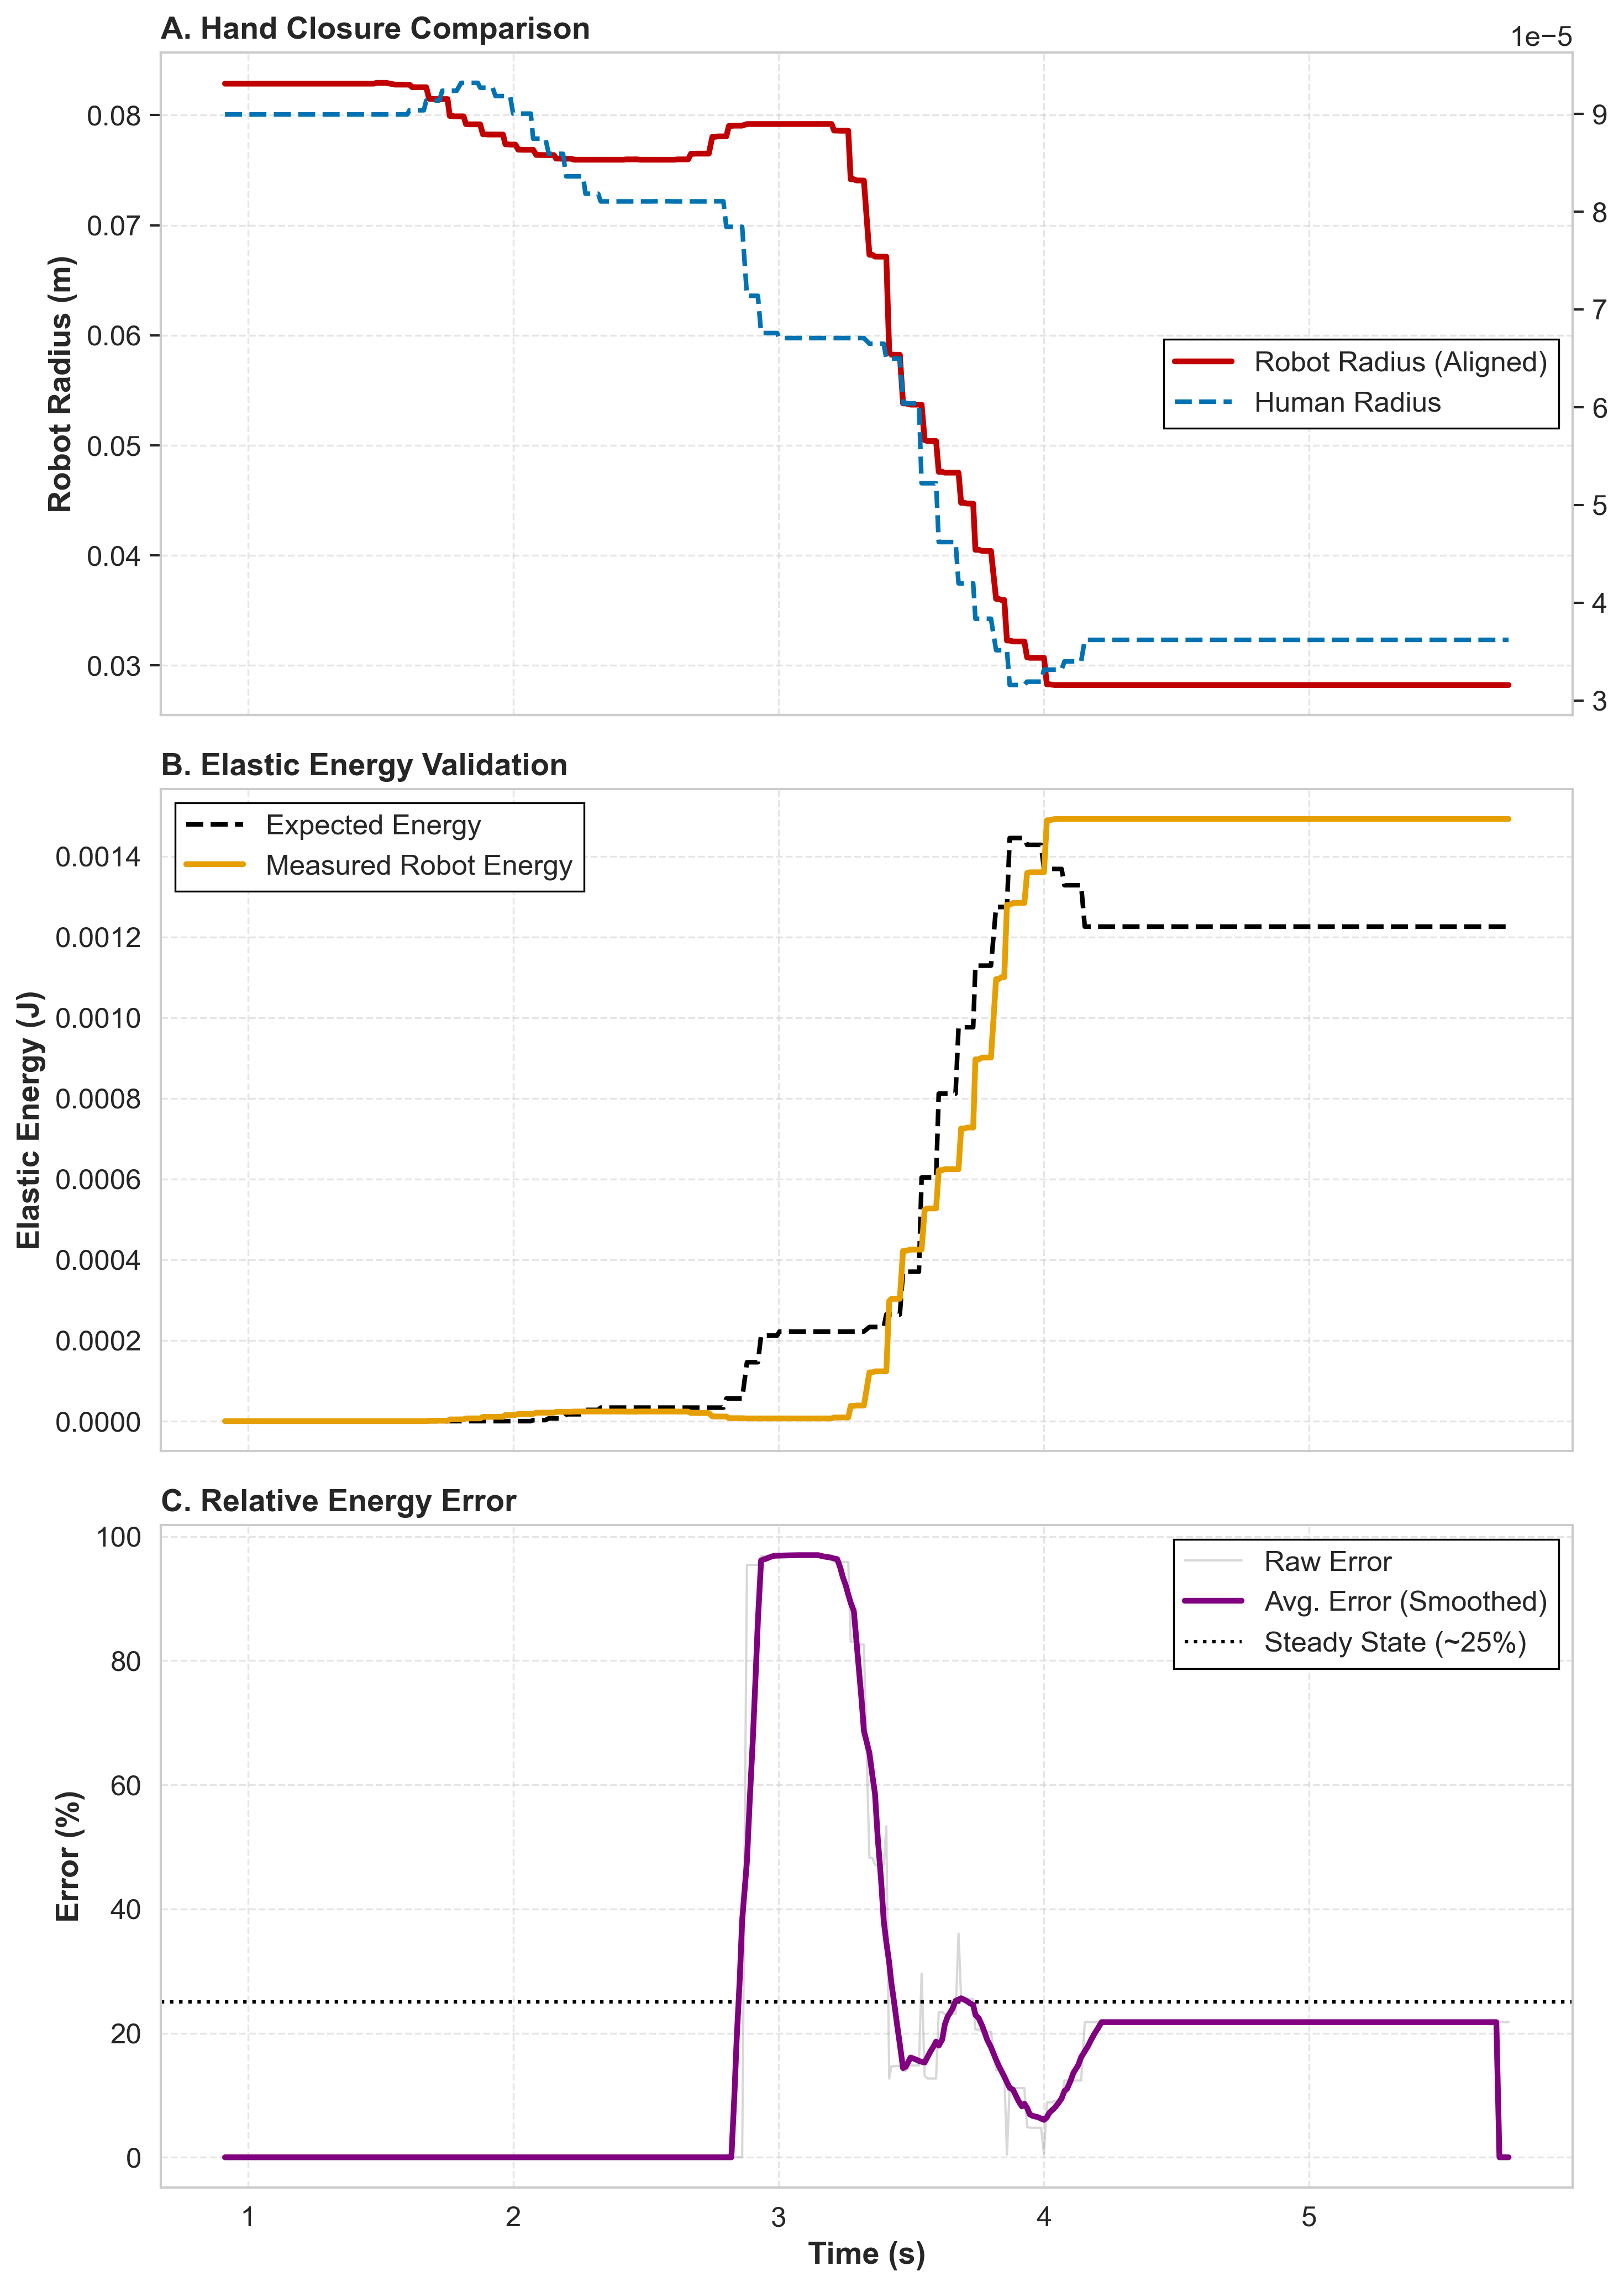 A. Hand Closure Comparison
1e−5
0.08
0.07
0.06
0.05
0.04
0.03
Robot Radius (m)
9
8
7
6
5
4
3
Robot Radius (Aligned)
Human Radius
B. Elastic Energy Validation
Expected Energy
Measured Robot Energy
0.0014
0.0012
0.0010
0.0008
0.0006
0.0004
0.0002
0.0000
Elastic Energy (J)
C. Relative Energy Error
100
80
60
40
20
0
Error (%)
Raw Error
Avg. Error (Smoothed)
Steady State (~25%)
1
2
3
4
5
Time (s)